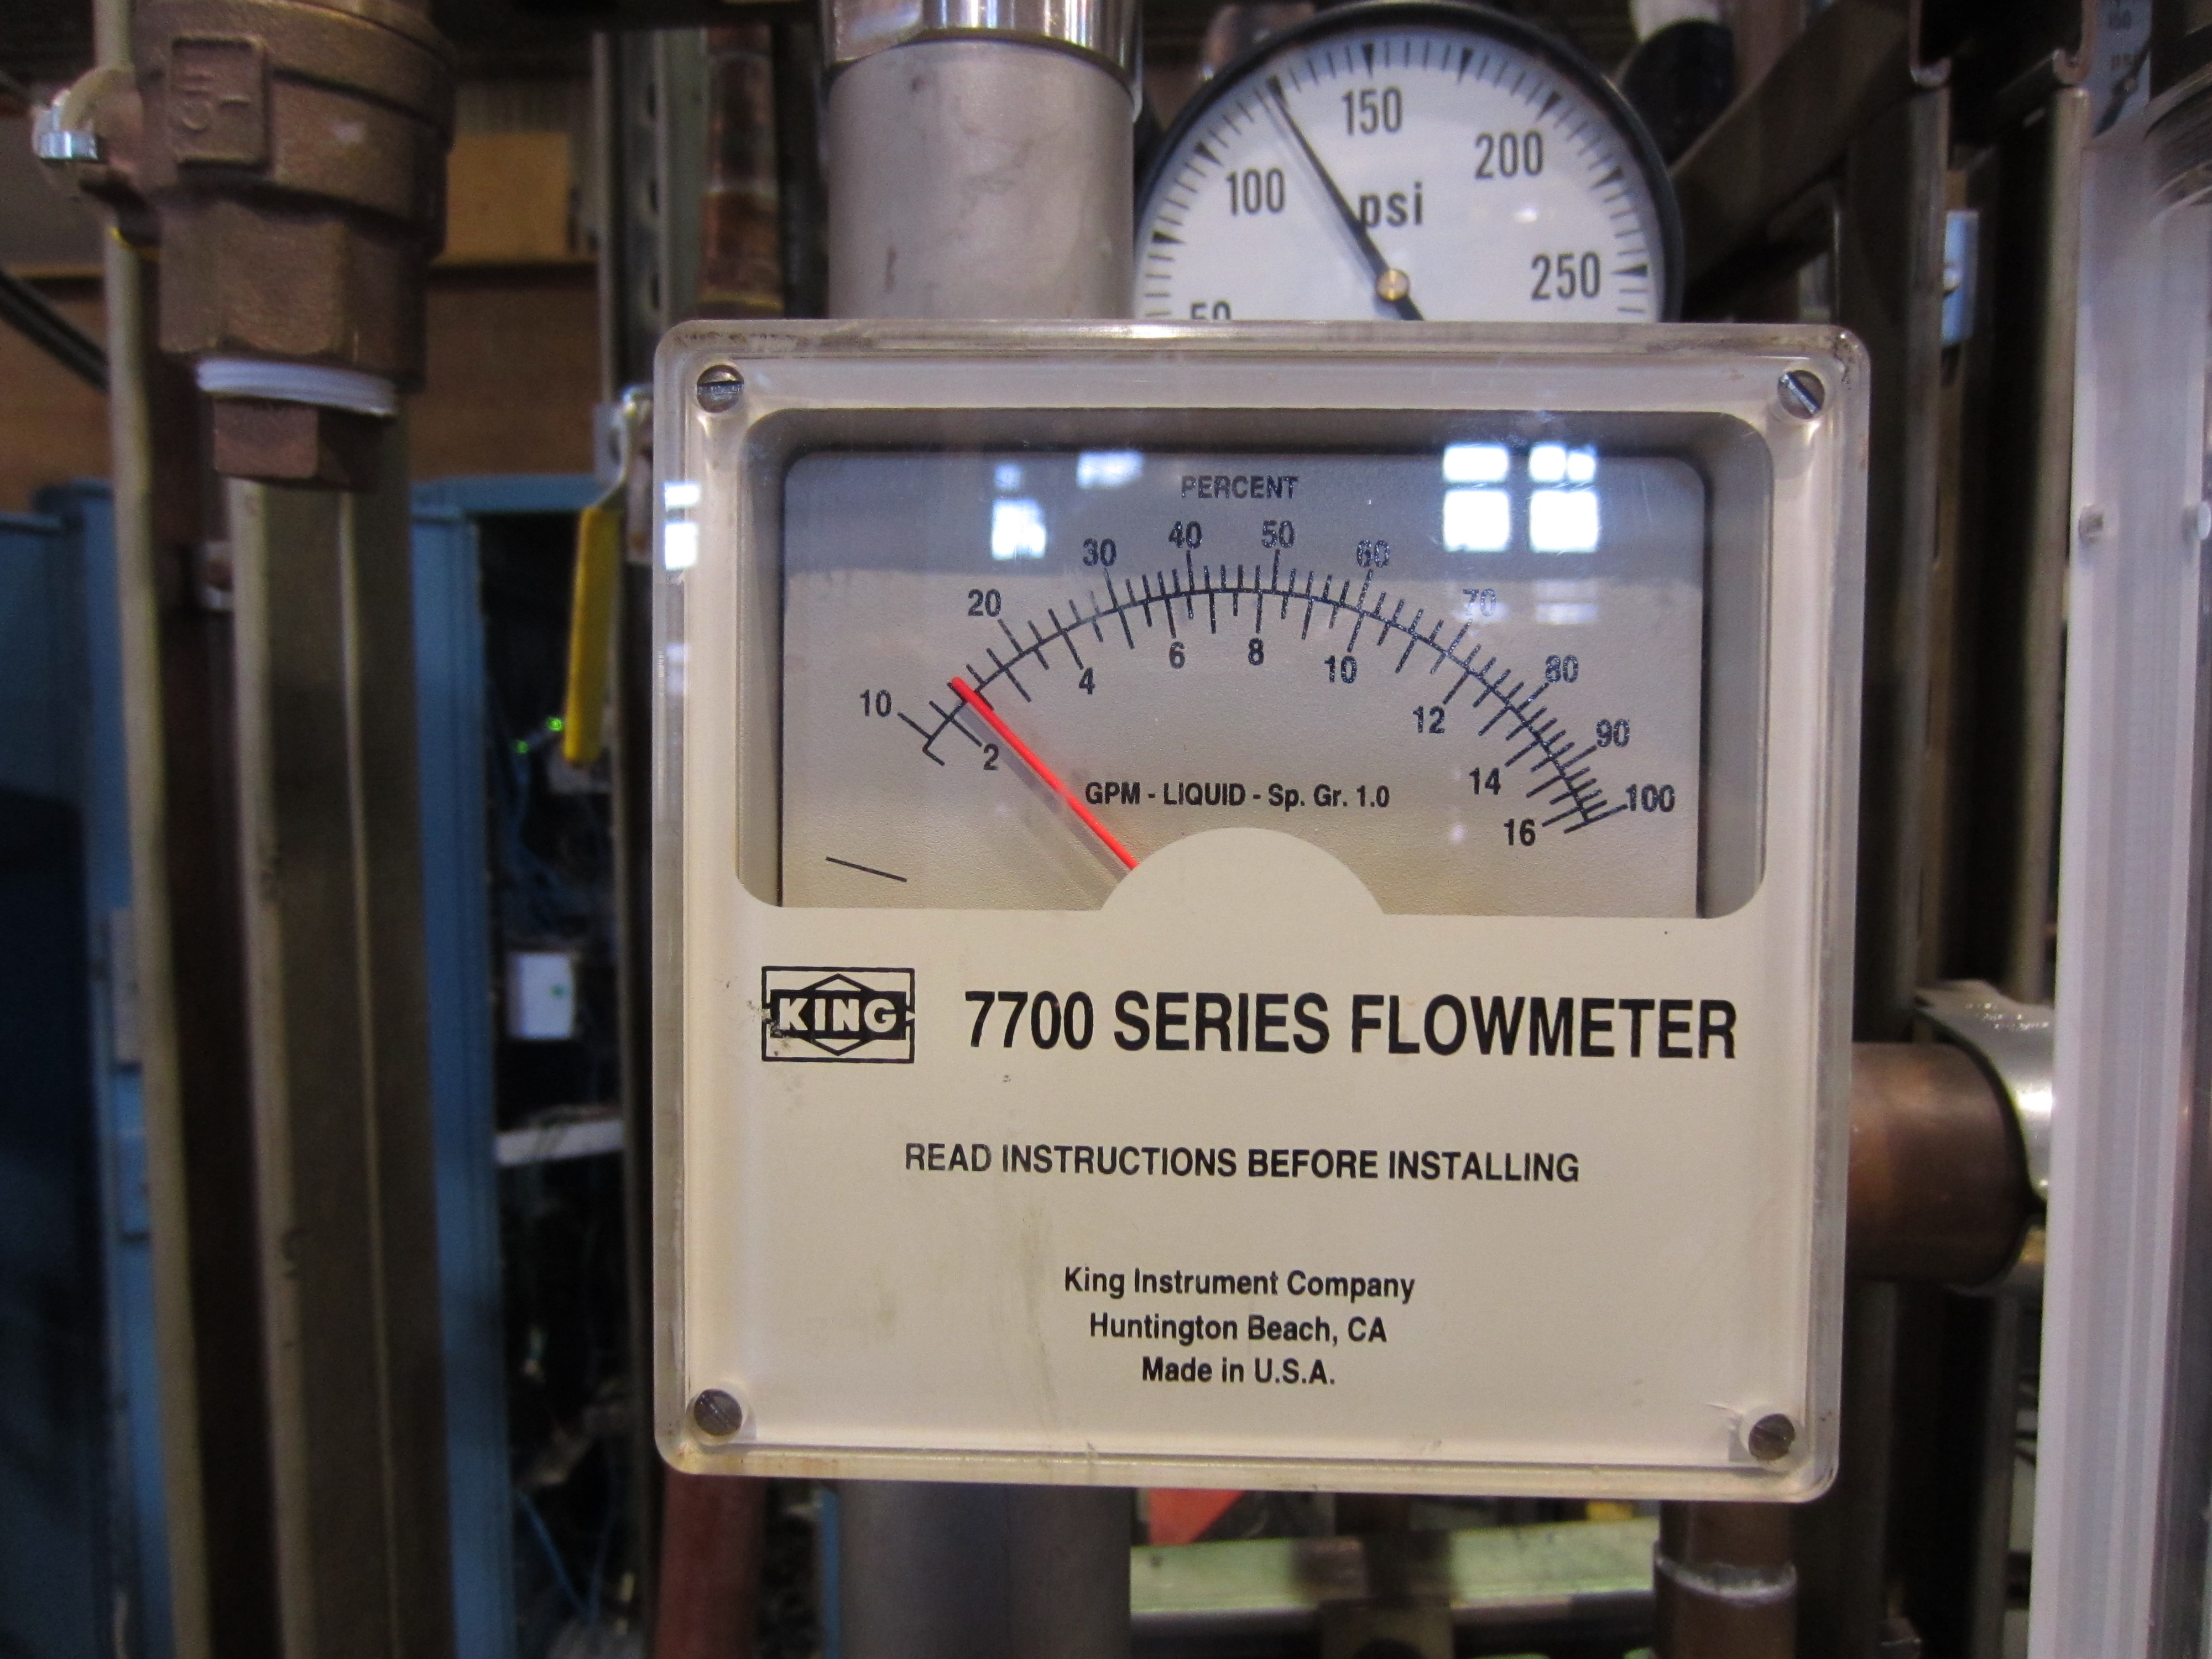 150
100
200
psi
250
50
PERCENT
10 20 30 40 50 60 70 80 90 100
2 4 6 8 10 12 14 16
GPM - LIQUID - Sp. Gr. 1.0
KING
7700 SERIES FLOWMETER
READ INSTRUCTIONS BEFORE INSTALLING
King Instrument Company
Huntington Beach, CA
Made in U.S.A.